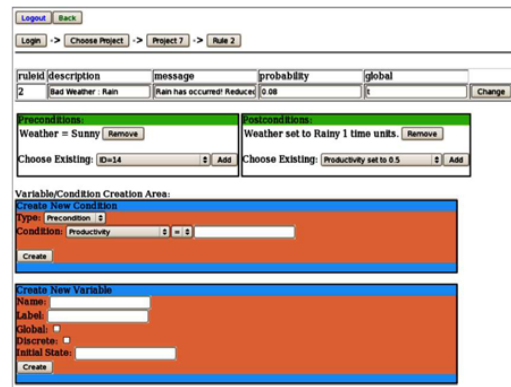 Logout Back
Login -> Choose Project -> Project 7 -> Rule 2
ruleid description message probability global
2 Bad Weather : Rain Rain has occurred! Reduced 0.08 t Change
Preconditions: Postconditions:
Weather = Sunny Remove Weather set to Rainy 1 time units. Remove
Choose Existing: ID=14 Add Choose Existing: Productivity set to 0.5 Add
Variable/Condition Creation Area:
Create New Condition
Type: Precondition
Condition: Productivity =
Create
Create New Variable
Name:
Label:
Global:
Discrete:
Initial State:
Create